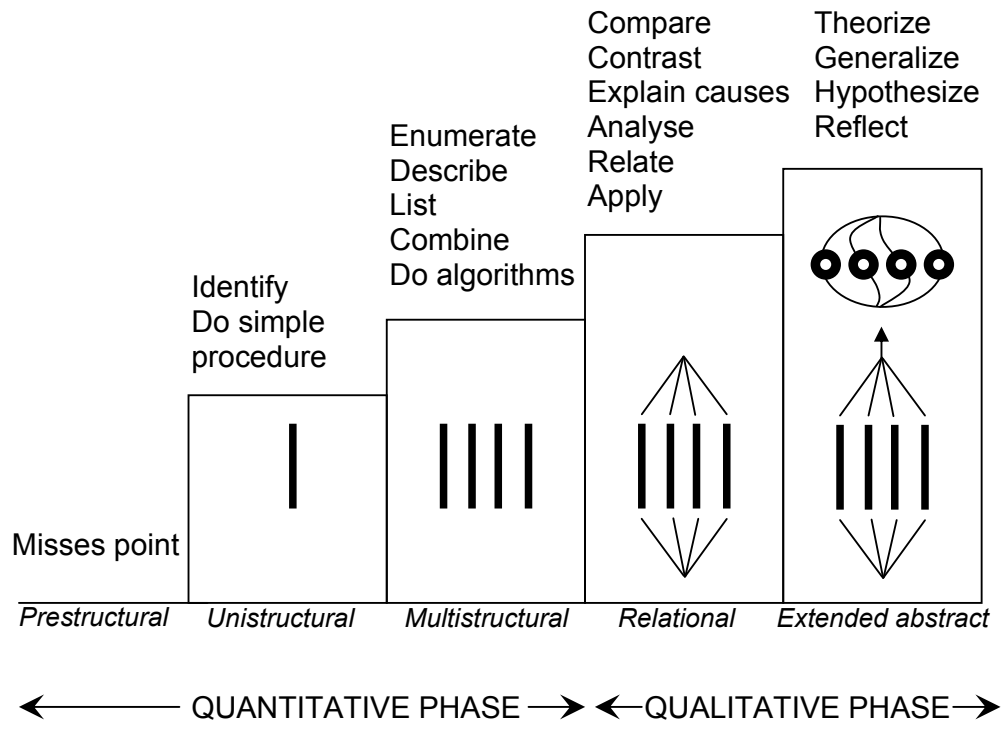 Compare
Contrast
Explain causes
Analyse
Relate
Apply
Theorize
Generalize
Hypothesize
Reflect
Enumerate
Describe
List
Combine
Do algorithms
Identify
Do simple
procedure
Misses point
Prestructural
Unistructural
Multistructural
Relational
Extended abstract
QUANTITATIVE PHASE
QUALITATIVE PHASE